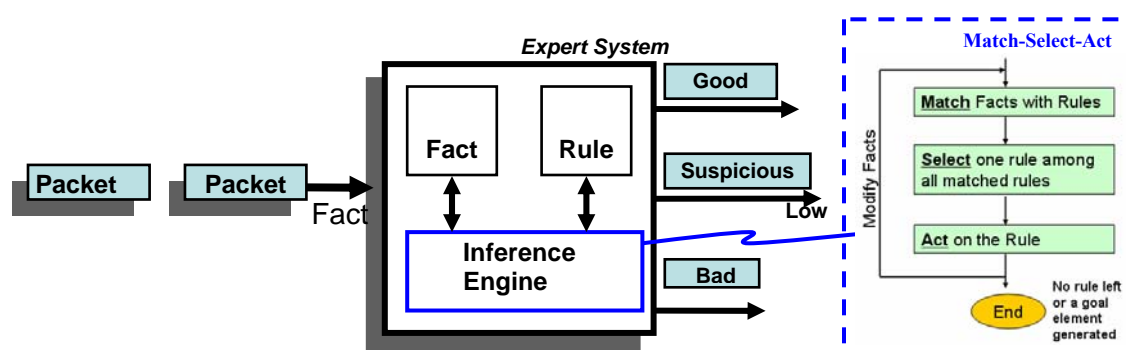 Expert System
Match-Select-Act
Good
Match Facts with Rules
Fact
Rule
Suspicious
Low
Select one rule among
all matched rules
Modify Facts
Packet
Packet
Fact
Act on the Rule
Inference
Engine
Bad
End
No rule left
or a goal
element
generated